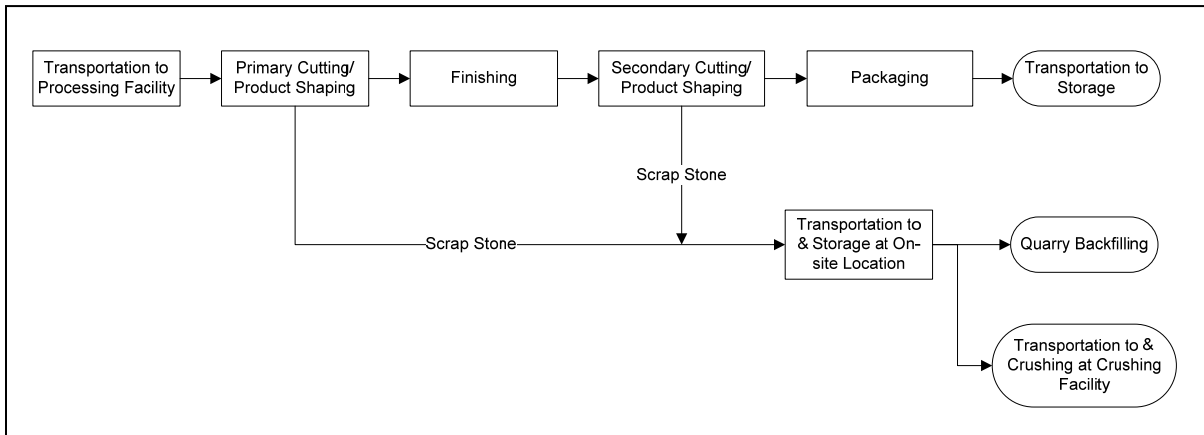 Transportation to
Processing Facility
Primary Cutting/
Product Shaping
Finishing
Secondary Cutting/
Product Shaping
Packaging
Transportation to
Storage
Scrap Stone
Scrap Stone
Transportation to
& Storage at On-
site Location
Quarry Backfilling
Transportation to &
Crushing at Crushing
Facility